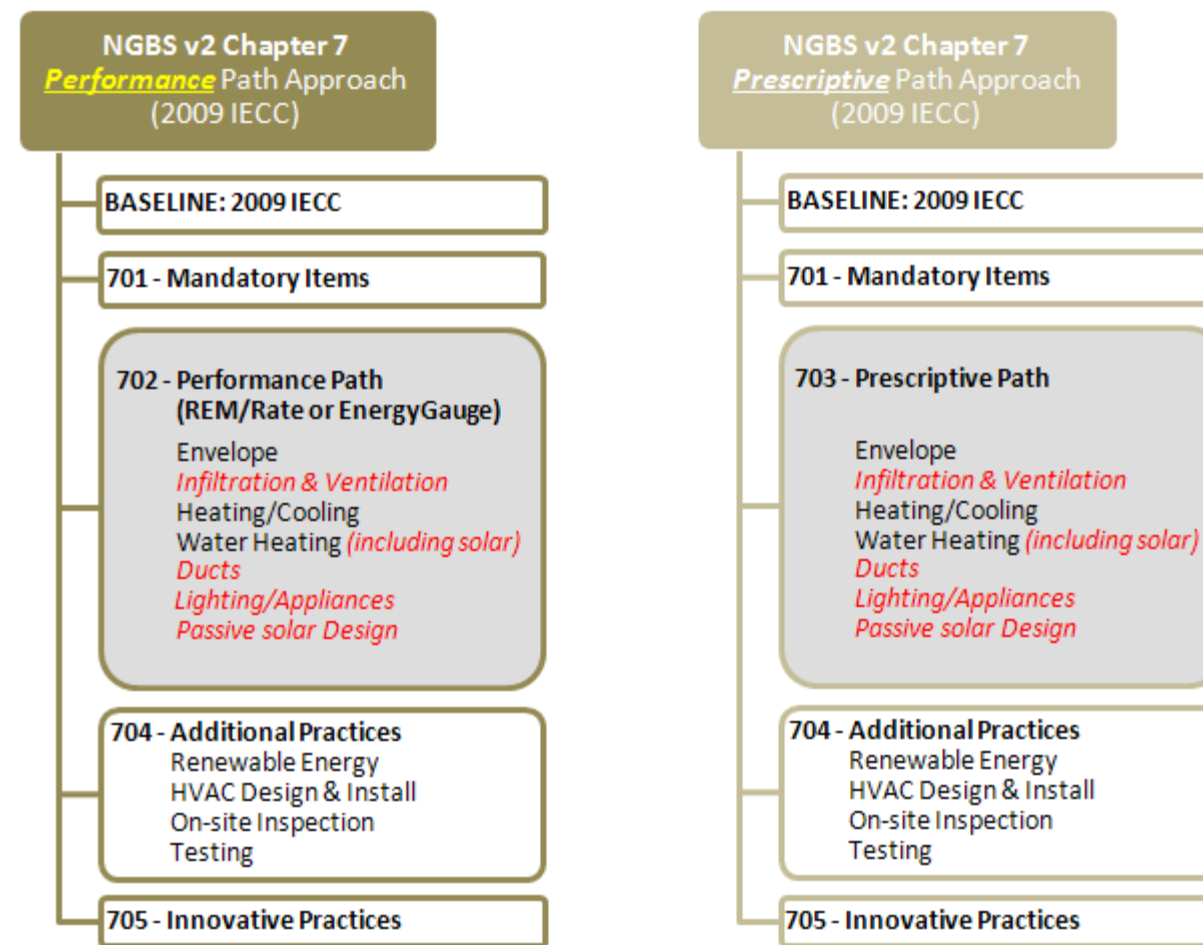 NGBS v2 Chapter 7
Performance Path Approach
(2009 IECC)
BASELINE: 2009 IECC
701 - Mandatory Items
702 - Performance Path
(REM/Rate or EnergyGauge)
Envelope
Infiltration & Ventilation
Heating/Cooling
Water Heating (including solar)
Ducts
Lighting/Appliances
Passive solar Design
704 - Additional Practices
Renewable Energy
HVAC Design & Install
On-site Inspection
Testing
705 - Innovative Practices
NGBS v2 Chapter 7
Prescriptive Path Approach
(2009 IECC)
BASELINE: 2009 IECC
701 - Mandatory Items
703 - Prescriptive Path
Envelope
Infiltration & Ventilation
Heating/Cooling
Water Heating (including solar)
Ducts
Lighting/Appliances
Passive solar Design
704 - Additional Practices
Renewable Energy
HVAC Design & Install
On-site Inspection
Testing
705 - Innovative Practices